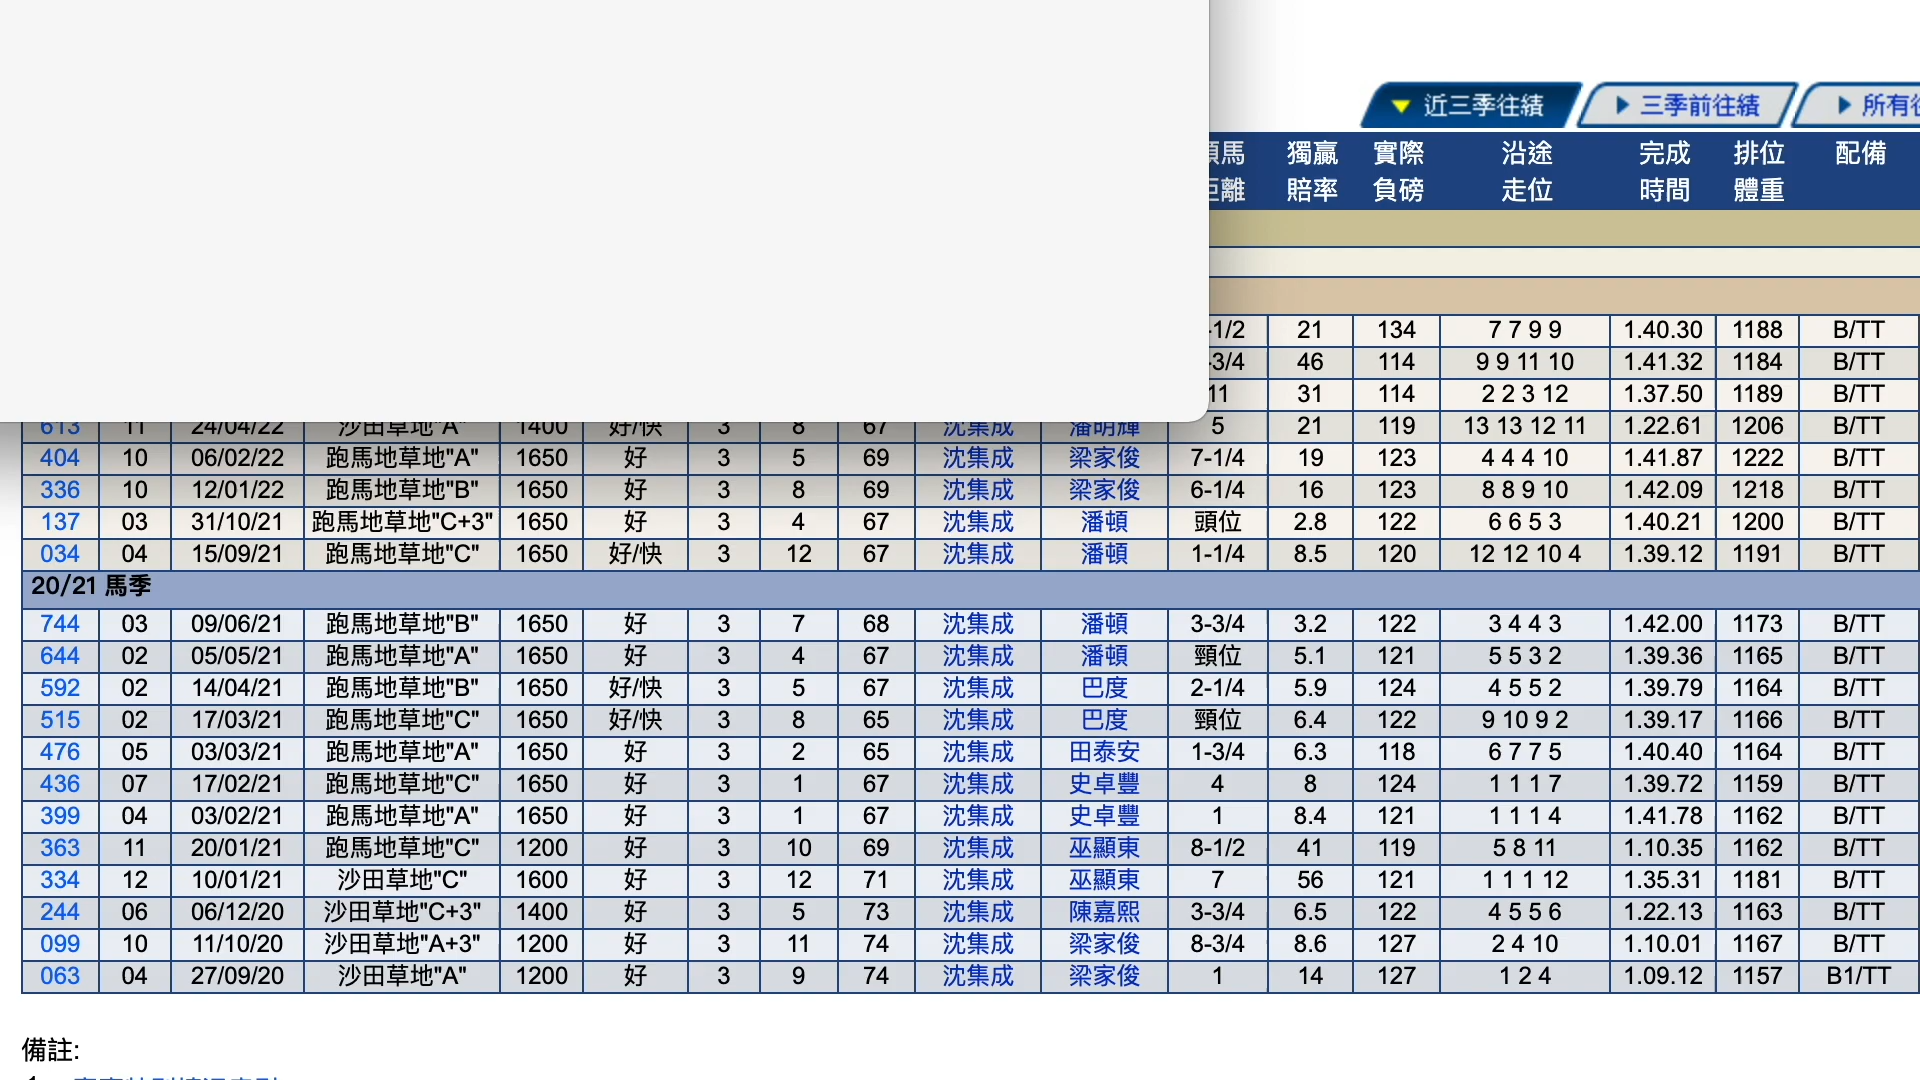 近三季往績 三季前往績 所有
馬 獨贏 實際 沿途 完成 排位 配備
離 賠率 負磅 走位 時間 體重
-1/2 21 134 7 7 9 9 1.40.30 1188 B/TT
-3/4 46 114 9 9 11 10 1.41.32 1184 B/TT
11 31 114 2 2 3 12 1.37.50 1189 B/TT
613 11 24/04/22 沙田草地"A" 1400 好/快 3 8 67 沈集成 潘明輝 5 21 119 13 13 12 11 1.22.61 1206 B/TT
404 10 06/02/22 跑馬地草地"A" 1650 好 3 5 69 沈集成 梁家俊 7-1/4 19 123 4 4 4 10 1.41.87 1222 B/TT
336 10 12/01/22 跑馬地草地"B" 1650 好 3 8 69 沈集成 梁家俊 6-1/4 16 123 8 8 9 10 1.42.09 1218 B/TT
137 03 31/10/21 跑馬地草地"C+3" 1650 好 3 4 67 沈集成 潘頓 頭位 2.8 122 6 6 5 3 1.40.21 1200 B/TT
034 04 15/09/21 跑馬地草地"C" 1650 好/快 3 12 67 沈集成 潘頓 1-1/4 8.5 120 12 12 10 4 1.39.12 1191 B/TT
20/21 馬季
744 03 09/06/21 跑馬地草地"B" 1650 好 3 7 68 沈集成 潘頓 3-3/4 3.2 122 3 4 4 3 1.42.00 1173 B/TT
644 02 05/05/21 跑馬地草地"A" 1650 好 3 4 67 沈集成 潘頓 頸位 5.1 121 5 5 3 2 1.39.36 1165 B/TT
592 02 14/04/21 跑馬地草地"B" 1650 好/快 3 5 67 沈集成 巴度 2-1/4 5.9 124 4 5 5 2 1.39.79 1164 B/TT
515 02 17/03/21 跑馬地草地"C" 1650 好/快 3 8 65 沈集成 巴度 頸位 6.4 122 9 10 9 2 1.39.17 1166 B/TT
476 05 03/03/21 跑馬地草地"A" 1650 好 3 2 65 沈集成 田泰安 1-3/4 6.3 118 6 7 7 5 1.40.40 1164 B/TT
436 07 17/02/21 跑馬地草地"C" 1650 好 3 1 67 沈集成 史卓豐 4 8 124 1 1 1 7 1.39.72 1159 B/TT
399 04 03/02/21 跑馬地草地"A" 1650 好 3 1 67 沈集成 史卓豐 1 8.4 121 1 1 1 4 1.41.78 1162 B/TT
363 11 20/01/21 跑馬地草地"C" 1200 好 3 10 69 沈集成 巫顯東 8-1/2 41 119 5 8 11 1.10.35 1162 B/TT
334 12 10/01/21 沙田草地"C" 1600 好 3 12 71 沈集成 巫顯東 7 56 121 1 1 1 12 1.35.31 1181 B/TT
244 06 06/12/20 沙田草地"C+3" 1400 好 3 5 73 沈集成 陳嘉熙 3-3/4 6.5 122 4 5 5 6 1.22.13 1163 B/TT
099 10 11/10/20 沙田草地"A+3" 1200 好 3 11 74 沈集成 梁家俊 8-3/4 8.6 127 2 4 10 1.10.01 1167 B/TT
063 04 27/09/20 沙田草地"A" 1200 好 3 9 74 沈集成 梁家俊 1 14 127 1 2 4 1.09.12 1157 B1/TT
備註: